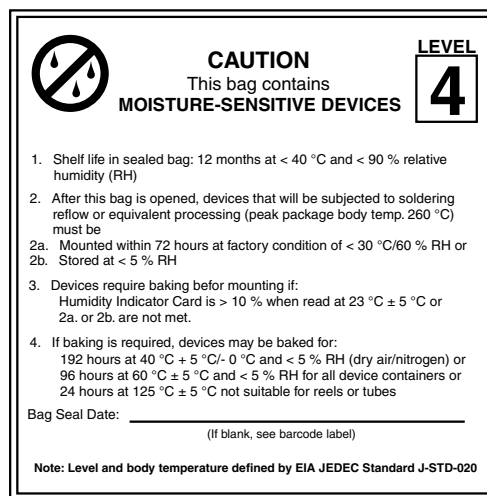 LEVEL
4
CAUTION
This bag contains
MOISTURE-SENSITIVE DEVICES
1. Shelf life in sealed bag: 12 months at < 40 °C and < 90 % relative
humidity (RH)
2. After this bag is opened, devices that will be subjected to soldering
reflow or equivalent processing (peak package body temp. 260 °C)
must be
2a. Mounted within 72 hours at factory condition of < 30 °C/60 % RH or
2b. Stored at < 5 % RH
3. Devices require baking befor mounting if:
Humidity Indicator Card is > 10 % when read at 23 °C ± 5 °C or
2a. or 2b. are not met.
4. If baking is required, devices may be baked for:
192 hours at 40 °C + 5 °C/- 0 °C and < 5 % RH (dry air/nitrogen) or
96 hours at 60 °C ± 5 °C and < 5 % RH for all device containers or
24 hours at 125 °C ± 5 °C not suitable for reels or tubes
Bag Seal Date:
(If blank, see barcode label)
Note: Level and body temperature defined by EIA JEDEC Standard J-STD-020